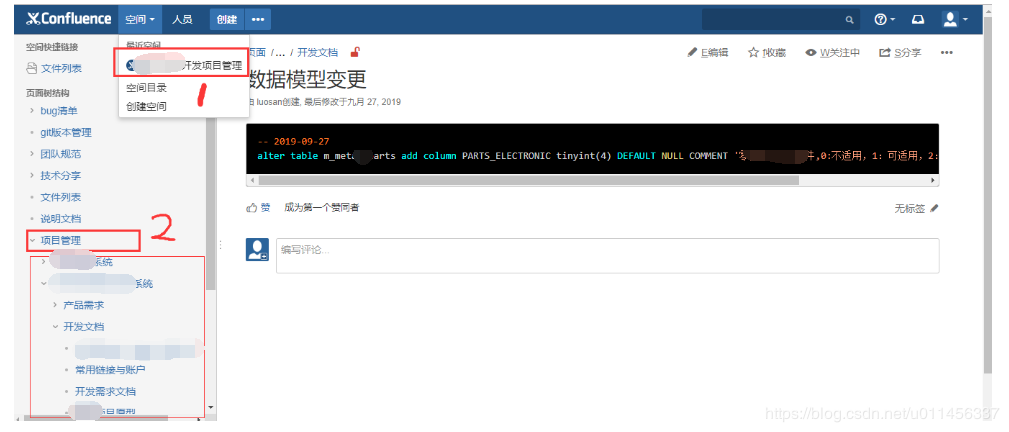 Confluence 空间 人员 创建 •••
空间快捷链接
文件列表
页面树结构
bug清单
git版本管理
团队规范
技术分享
文件列表
说明文档
项目管理
系统
系统
产品需求
开发文档
常用链接与账户
开发需求文档
项目原型
最近空间
开发项目管理
空间目录
创建空间
1
2
页面 /... / 开发文档
E编辑 I收藏 W关注中 S分享 •••
数据模型变更
由 luosan创建, 最后修改于九月 27, 2019
-- 2019-09-27
alter table m_meta arts add column PARTS_ELECTRONIC tinyint(4) DEFAULT NULL COMMENT ,0:不适用, 1: 可适用, 2:
赞 成为第一个赞同者
无标签
编写评论...
https://blog.csdn.net/u011456337